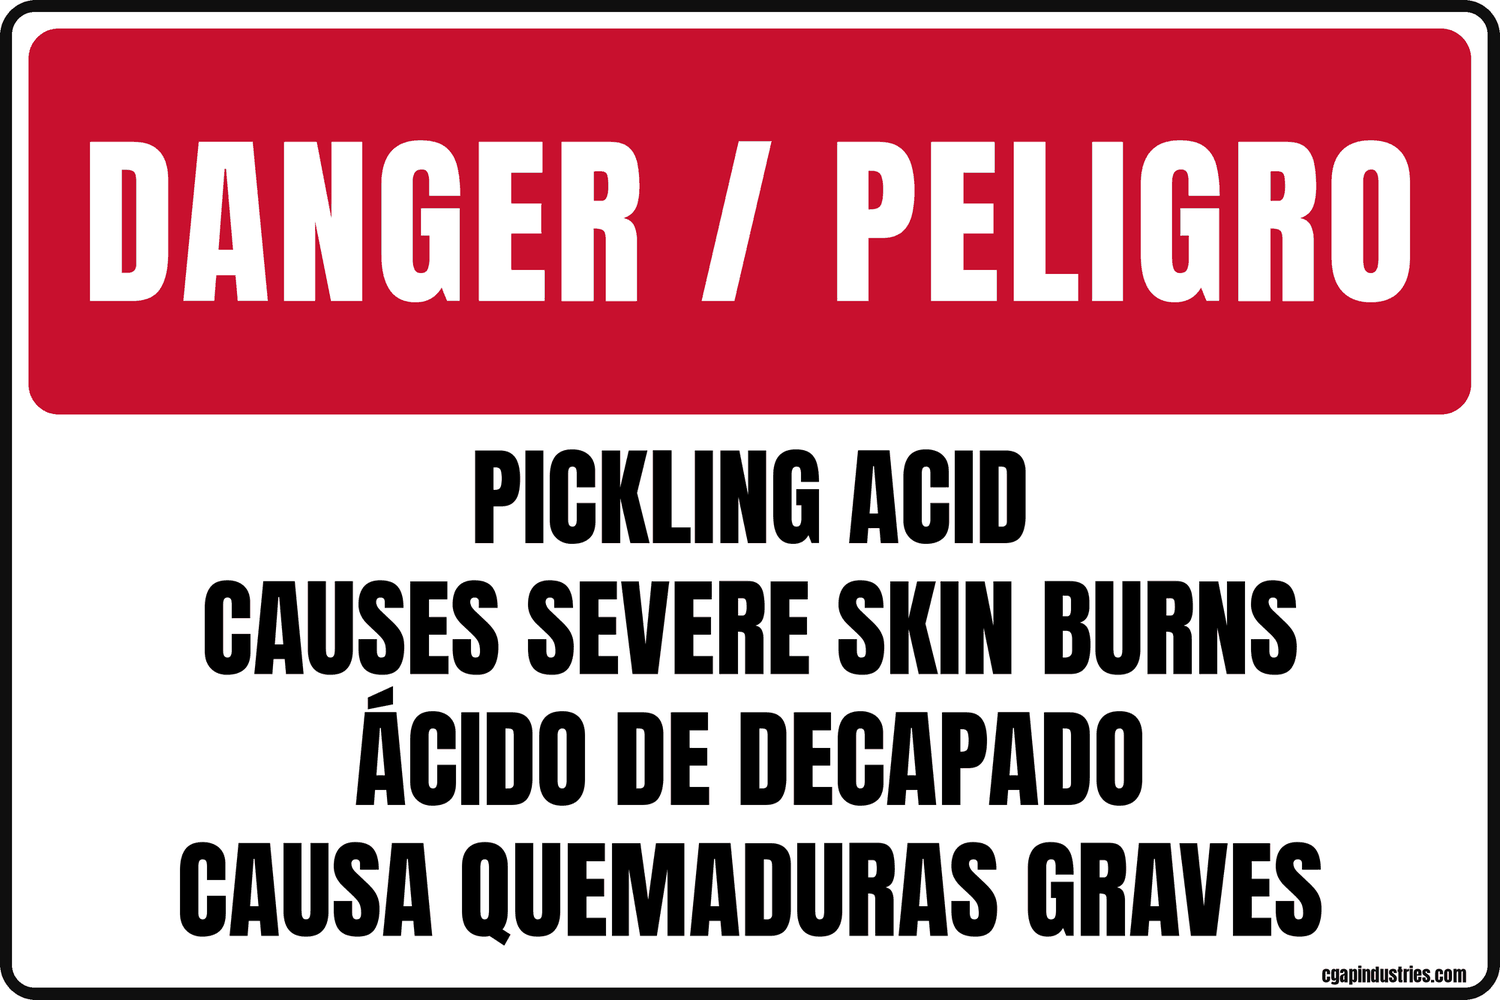 DANGER / PELIGRO
PICKLING ACID
CAUSES SEVERE SKIN BURNS
ÁCIDO DE DECAPADO
CAUSA QUEMADURAS GRAVES
cgapindustries.com